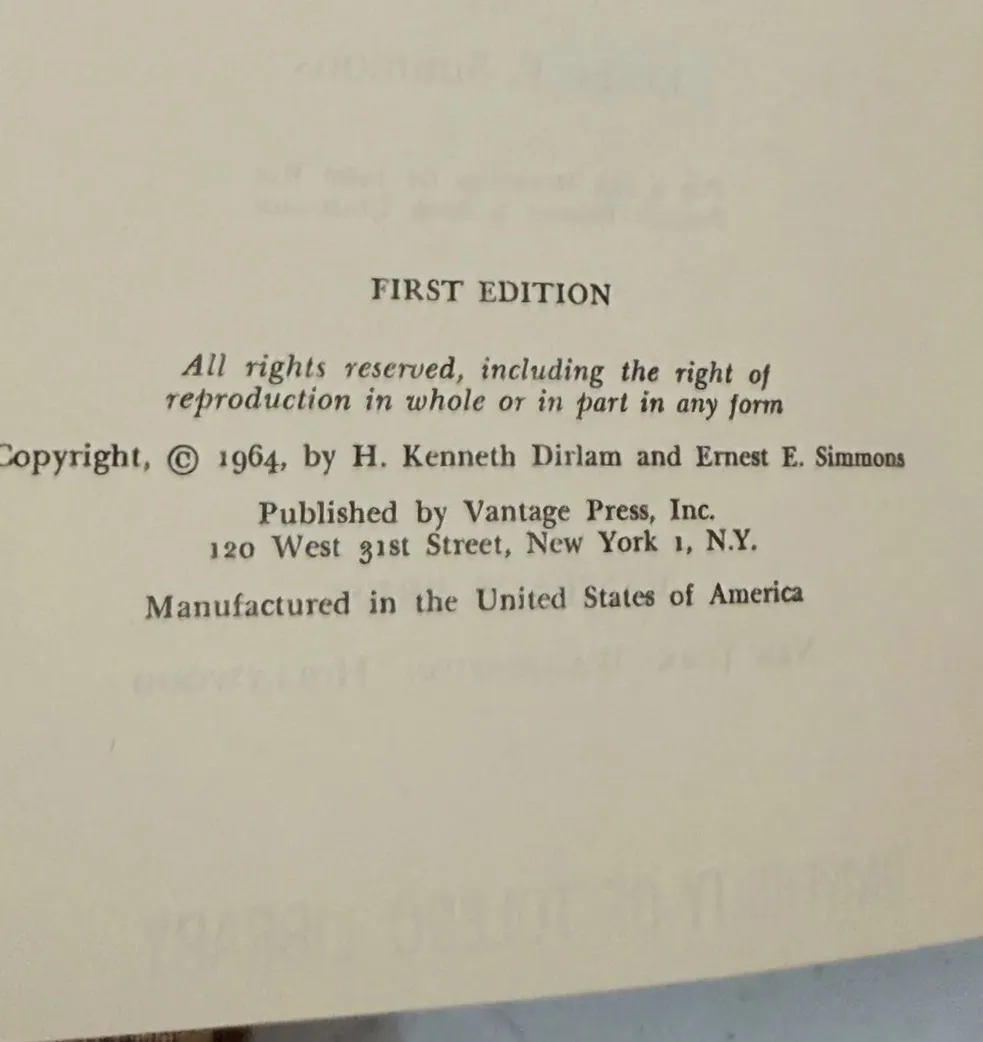 FIRST EDITION
All rights reserved, including the right of
reproduction in whole or in part in any form
Copyright, © 1964, by H. Kenneth Dirlam and Ernest E. Simmons
Published by Vantage Press, Inc.
120 West 31st Street, New York 1, N.Y.
Manufactured in the United States of America